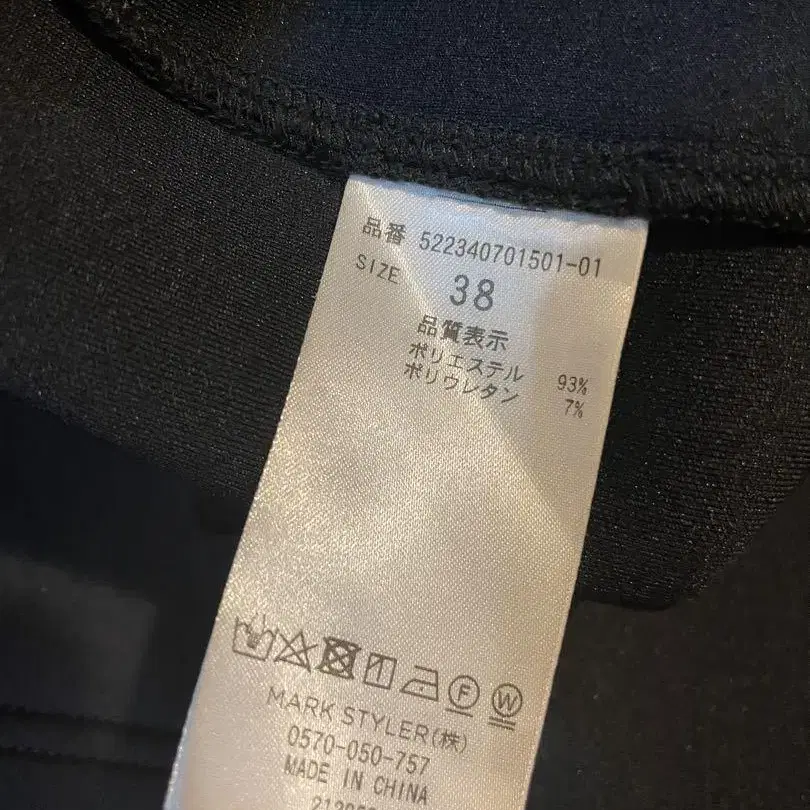 品番 522340701501-01
SIZE 38
品質表示
ポリエステル 93%
ポリウレタン 7%
F W
MARK STYLER(株)
0570-050-757
MADE IN CHINA